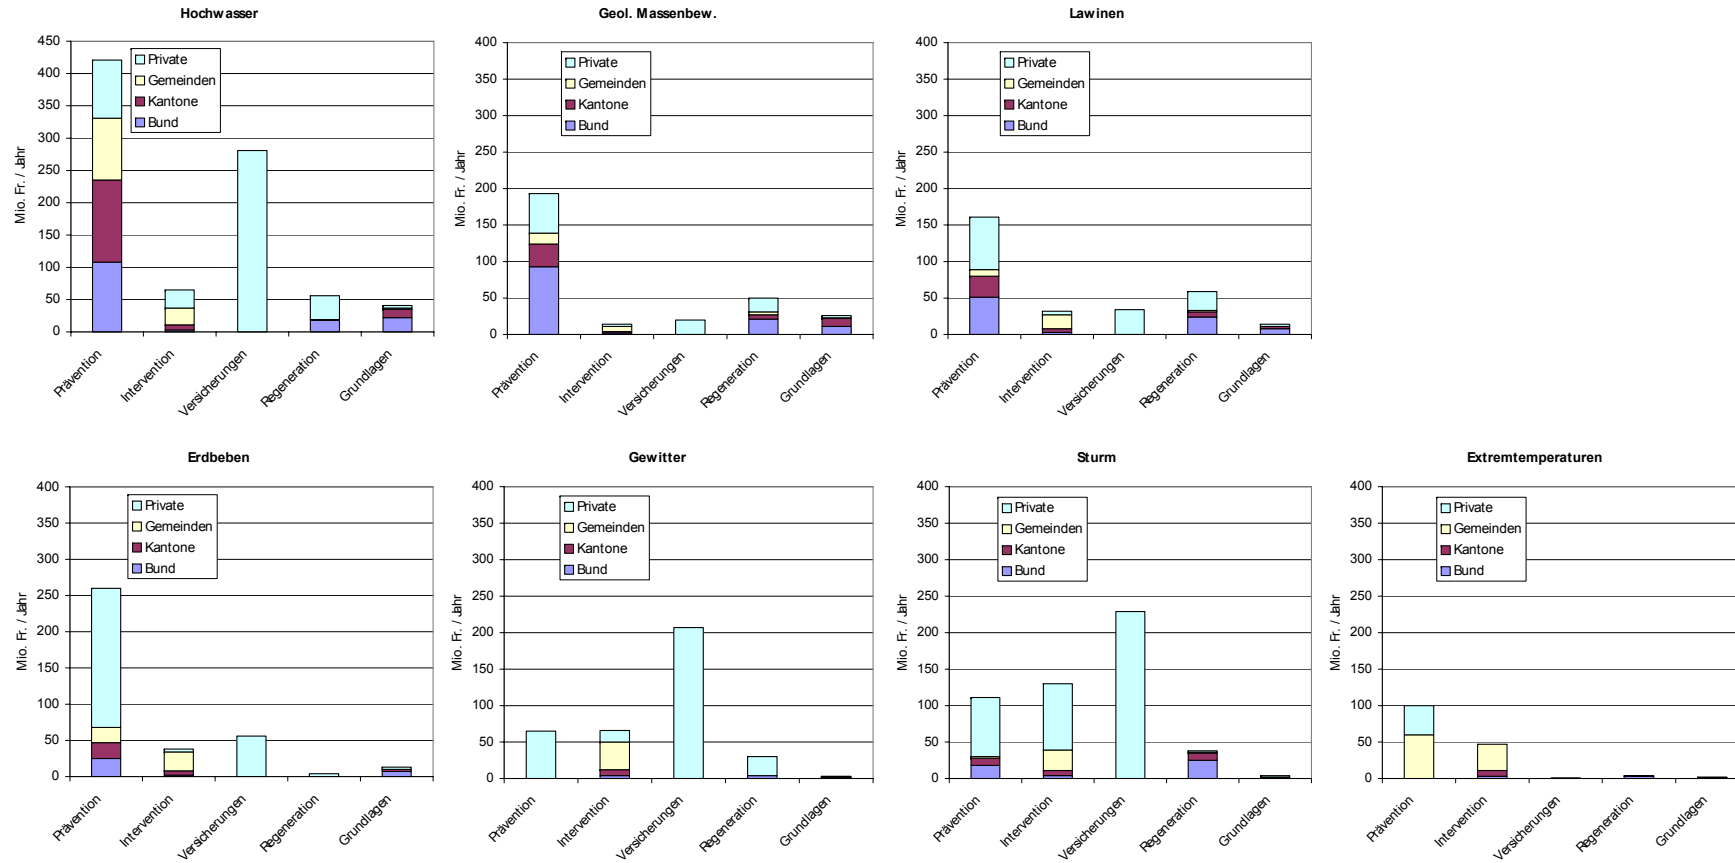 Hochwasser
Mio. Fr. / Jahr
450
400
350
300
250
200
150
100
50
0
Private
Gemeinden
Kantone
Bund
Prävention
Intervention
Versicherungen
Regeneration
Grundlagen
Geol. Massenbew.
Mio. Fr. / Jahr
400
350
300
250
200
150
100
50
0
Private
Gemeinden
Kantone
Bund
Prävention
Intervention
Versicherungen
Regeneration
Grundlagen
Lawinen
Mio. Fr. / Jahr
400
350
300
250
200
150
100
50
0
Private
Gemeinden
Kantone
Bund
Prävention
Intervention
Versicherungen
Regeneration
Grundlagen
Erdbeben
Mio. Fr. / Jahr
400
350
300
250
200
150
100
50
0
Private
Gemeinden
Kantone
Bund
Prävention
Intervention
Versicherungen
Regeneration
Grundlagen
Gewitter
Mio. Fr. / Jahr
400
350
300
250
200
150
100
50
0
Private
Gemeinden
Kantone
Bund
Prävention
Intervention
Versicherungen
Regeneration
Grundlagen
Sturm
Mio. Fr. / Jahr
400
350
300
250
200
150
100
50
0
Private
Gemeinden
Kantone
Bund
Prävention
Intervention
Versicherungen
Regeneration
Grundlagen
Extremtemperaturen
Mio. Fr. / Jahr
400
350
300
250
200
150
100
50
0
Private
Gemeinden
Kantone
Bund
Prävention
Intervention
Versicherungen
Regeneration
Grundlagen